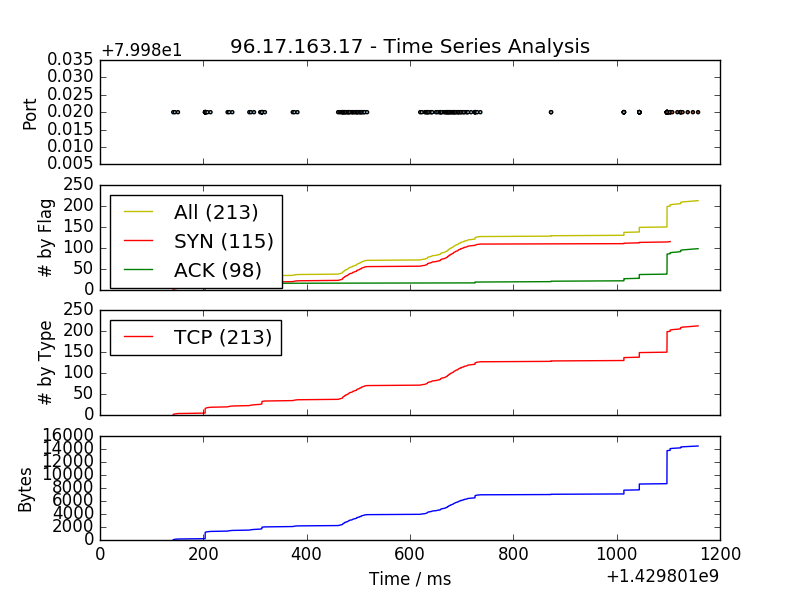 +7.998e1
96.17.163.17 - Time Series Analysis
0.035
0.030
0.025
0.020
0.015
0.010
0.005
Port
250
200
150
100
50
0
# by Flag
All (213)
SYN (115)
ACK (98)
250
200
150
100
50
0
# by Type
TCP (213)
16000
14000
12000
10000
8000
6000
4000
2000
0
Bytes
0 200 400 600 800 1000 1200
Time / ms
+1.429801e9